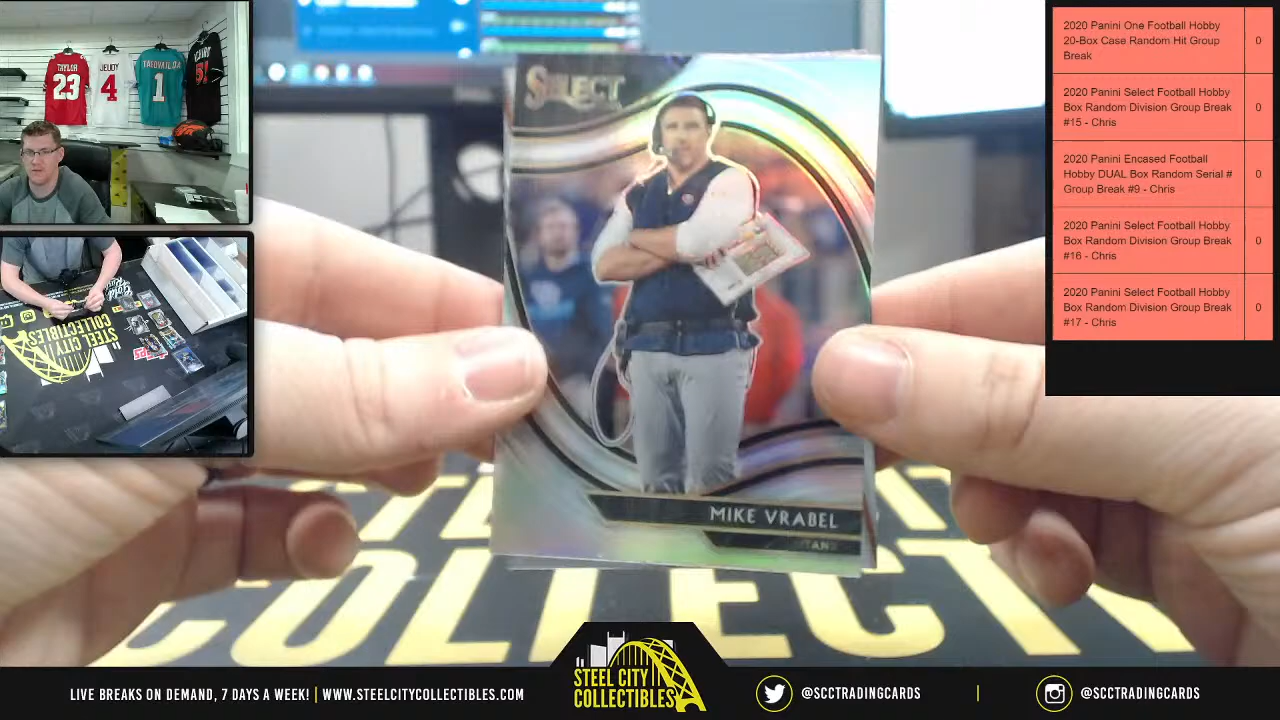 TAYLOR
23
JEUDY
4
TAGOVAILOA
1
51
STEEL CITY
COLLECTIBLES
Topps
SELECT
MIKE VRABEL
TITANS
COLLECTI
2020 Panini One Football Hobby
20-Box Case Random Hit Group
Break
0
2020 Panini Select Football Hobby
Box Random Division Group Break
#15 - Chris
0
2020 Panini Encased Football
Hobby DUAL Box Random Serial #
Group Break #9 - Chris
0
2020 Panini Select Football Hobby
Box Random Division Group Break
#16 - Chris
0
2020 Panini Select Football Hobby
Box Random Division Group Break
#17 - Chris
0
LIVE BREAKS ON DEMAND, 7 DAYS A WEEK! | WWW.STEELCITYCOLLECTIBLES.COM
STEEL CITY
COLLECTIBLES
@SCCTRADINGCARDS | @SCCTRADINGCARDS